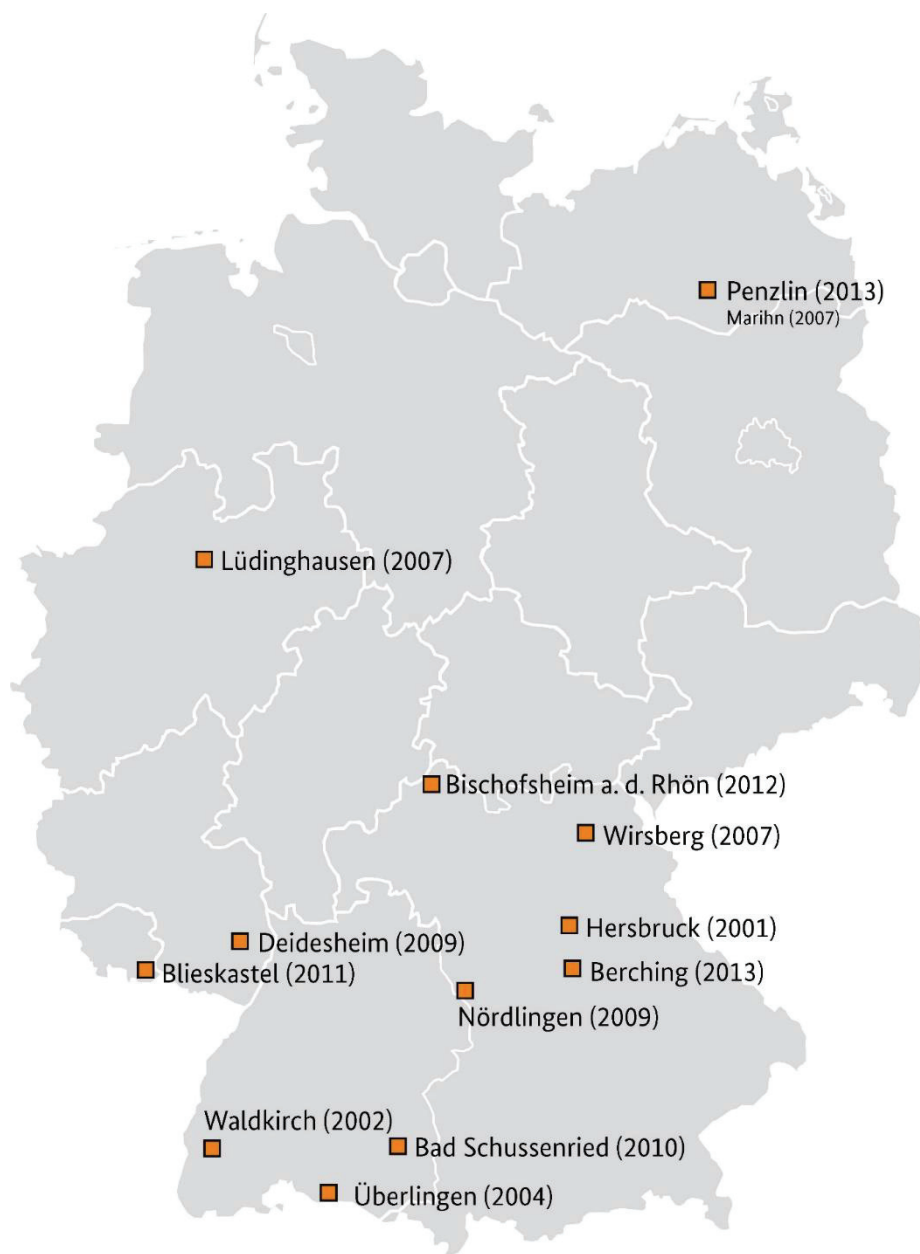 Penzlin (2013)
Marihn (2007)
Lüdinghausen (2007)
Bischofsheim a. d. Rhön (2012)
Wirsberg (2007)
Hersbruck (2001)
Deidesheim (2009)
Blieskastel (2011)
Berching (2013)
Nördlingen (2009)
Waldkirch (2002)
Bad Schussenried (2010)
Überlingen (2004)